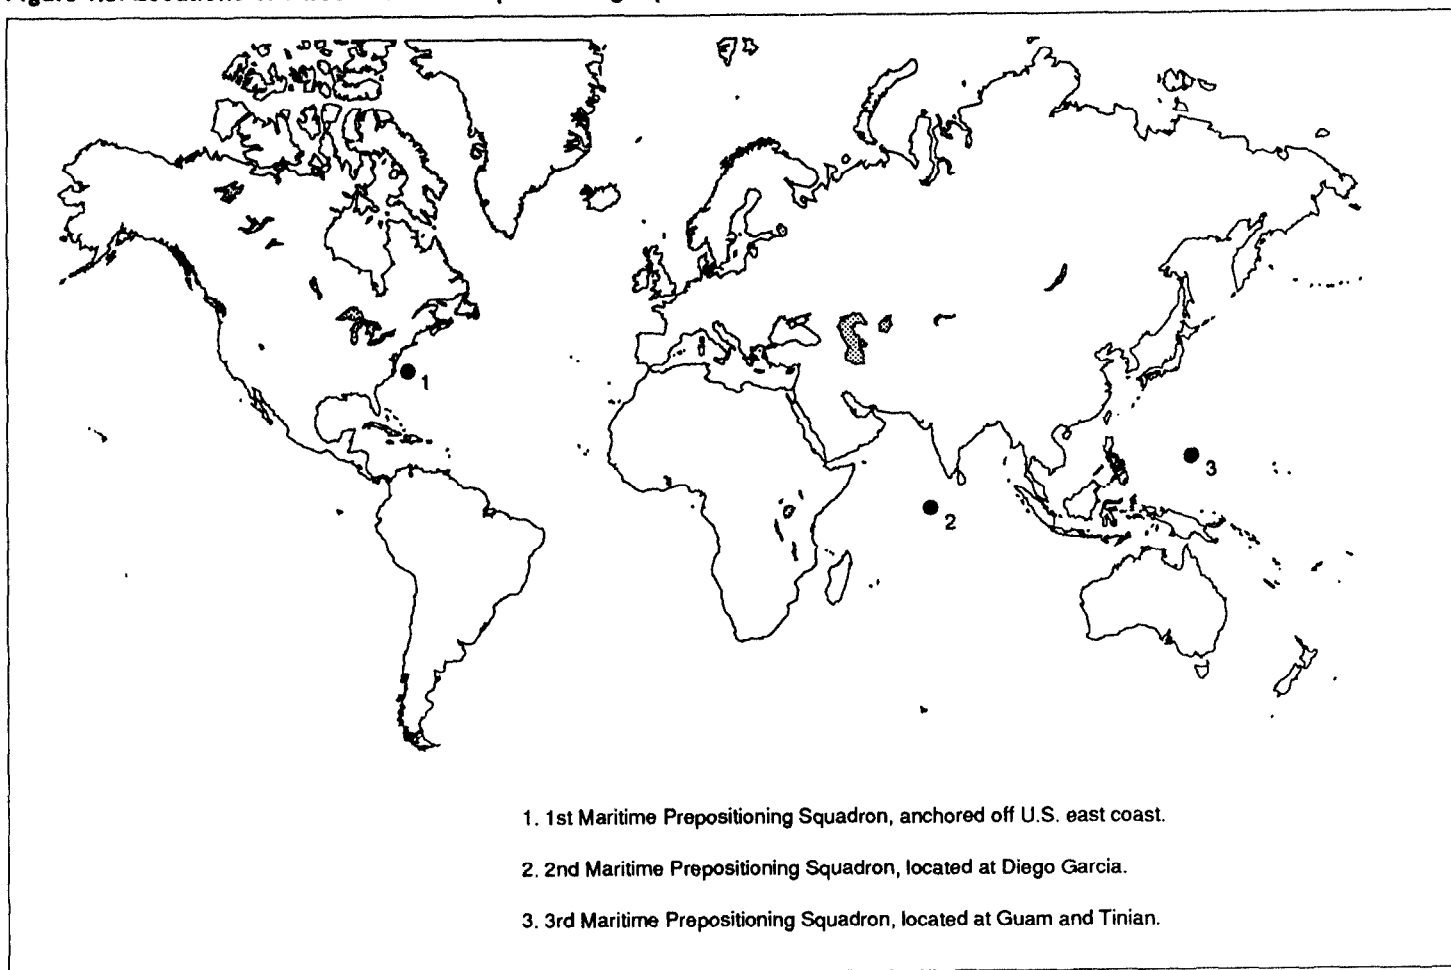 1
2
3
1. 1st Maritime Prepositioning Squadron, anchored off U.S. east coast.
2. 2nd Maritime Prepositioning Squadron, located at Diego Garcia.
3. 3rd Maritime Prepositioning Squadron, located at Guam and Tinian.